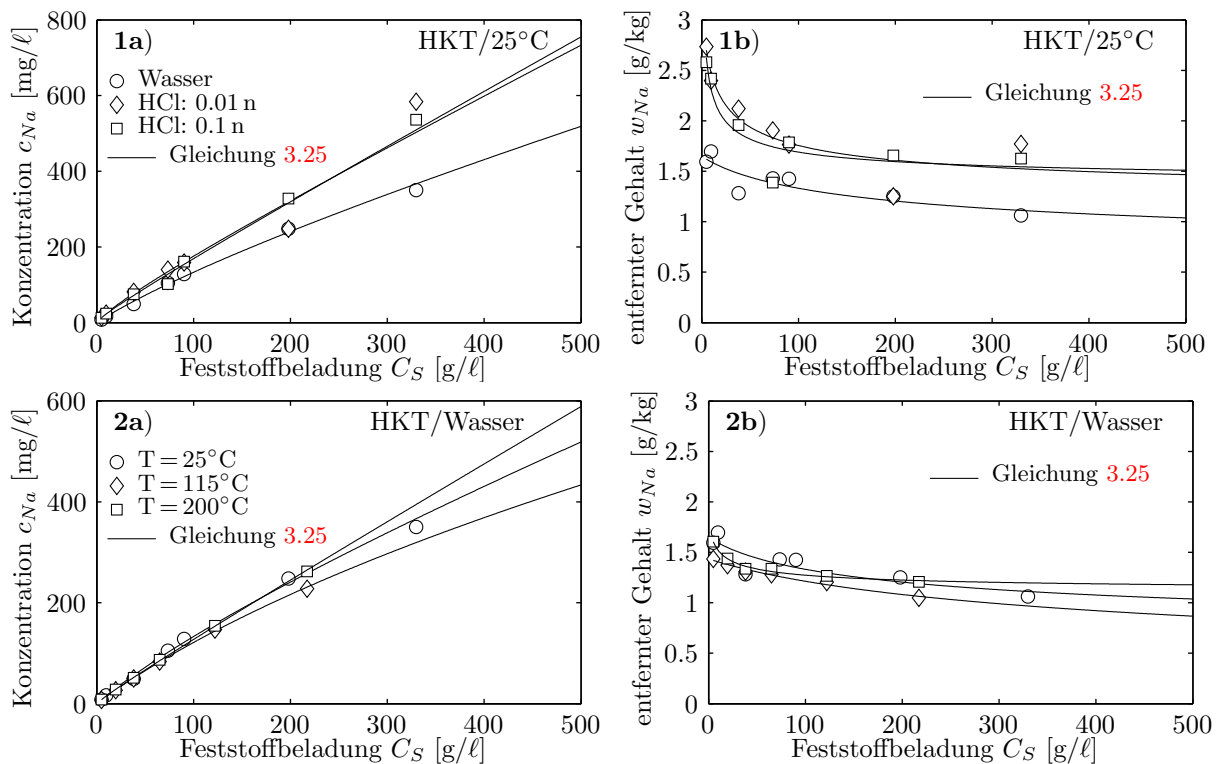 1a) HKT/25°C
Konzentration c_Na [mg/ℓ]
800
600
400
200
0
Wasser
HCl: 0.01 n
HCl: 0.1 n
Gleichung 3.25
0 100 200 300 400 500
Feststoffbeladung C_S [g/ℓ]
1b) HKT/25°C
entfernter Gehalt w_Na [g/kg]
3
2.5
2
1.5
1
0.5
0
Gleichung 3.25
0 100 200 300 400 500
Feststoffbeladung C_S [g/ℓ]
2a) HKT/Wasser
Konzentration c_Na [mg/ℓ]
600
400
200
0
T = 25°C
T = 115°C
T = 200°C
Gleichung 3.25
0 100 200 300 400 500
Feststoffbeladung C_S [g/ℓ]
2b) HKT/Wasser
entfernter Gehalt w_Na [g/kg]
3
2.5
2
1.5
1
0.5
0
Gleichung 3.25
0 100 200 300 400 500
Feststoffbeladung C_S [g/ℓ]